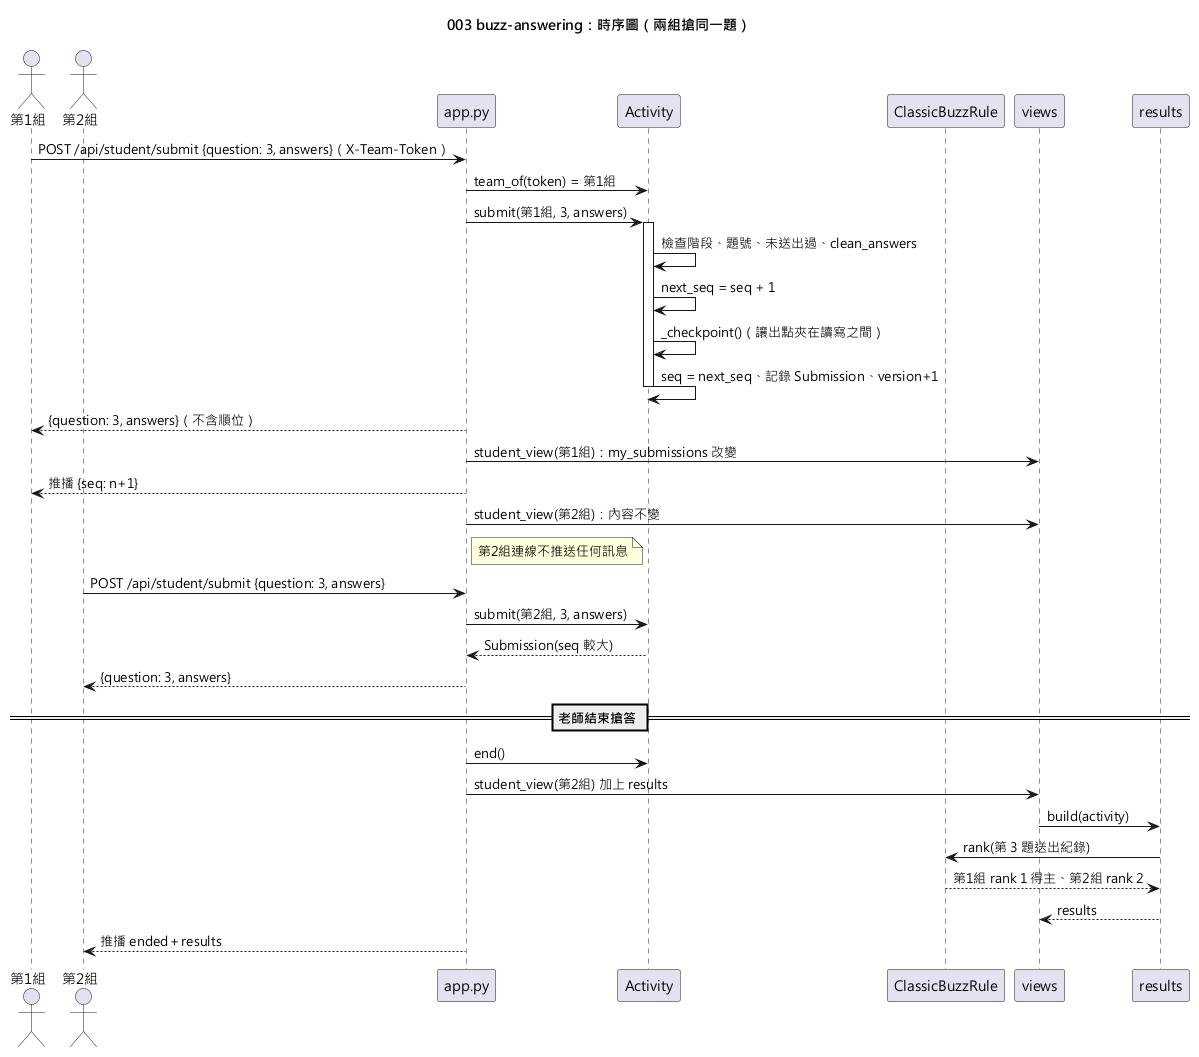 003 buzz-answering：時序圖（兩組搶同一題）
第1組
第2組
app.py
Activity
ClassicBuzzRule
views
results
POST /api/student/submit {question: 3, answers}（X-Team-Token）
team_of(token) = 第1組
submit(第1組, 3, answers)
檢查階段、題號、未送出過、clean_answers
next_seq = seq + 1
_checkpoint()（讓出點夾在讀寫之間）
seq = next_seq、記錄 Submission、version+1
{question: 3, answers}（不含順位）
student_view(第1組)：my_submissions 改變
推播 {seq: n+1}
student_view(第2組)：內容不變
第2組連線不推送任何訊息
POST /api/student/submit {question: 3, answers}
submit(第2組, 3, answers)
Submission(seq 較大)
{question: 3, answers}
老師結束搶答
end()
student_view(第2組) 加上 results
build(activity)
rank(第 3 題送出紀錄)
第1組 rank 1 得主、第2組 rank 2
results
推播 ended + results
第1組
第2組
app.py
Activity
ClassicBuzzRule
views
results